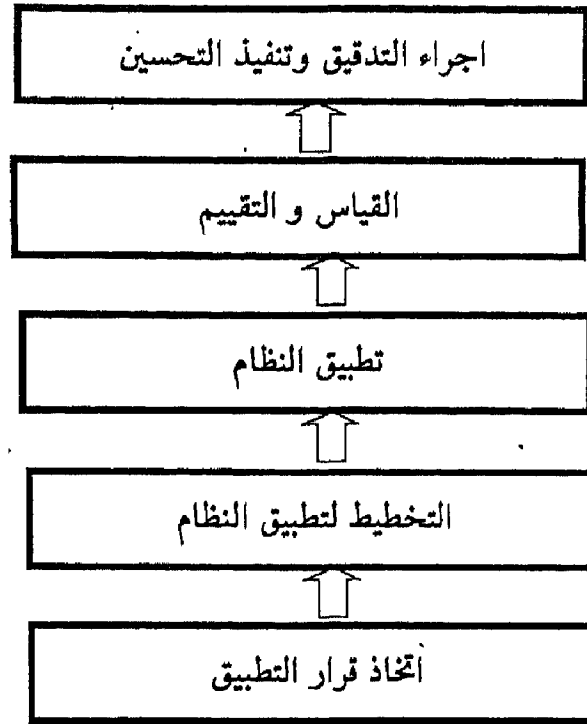 اجراء التدقيق وتنفيذ التحسين
القياس و التقييم
تطبيق النظام
التخطيط لتطبيق النظام
اتخاذ قرار التطبيق